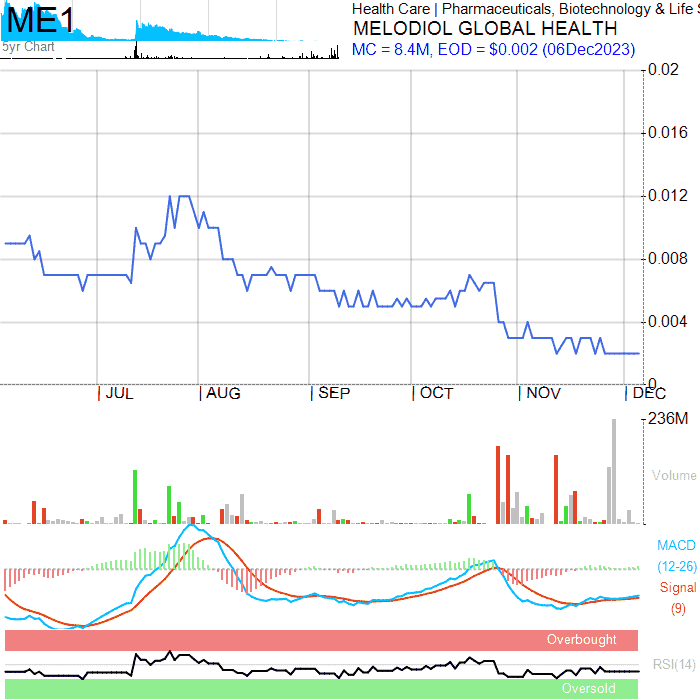 ME1
5yr Chart
Health Care | Pharmaceuticals, Biotechnology & Life S
MELODIOL GLOBAL HEALTH
MC = 8.4M, EOD = $0.002 (06Dec2023)
0.02
0.016
0.012
0.008
0.004
0
| JUL | AUG | SEP | OCT | NOV | DEC
236M
Volume
MACD
(12-26)
Signal
(9)
Overbought
RSI(14)
Oversold